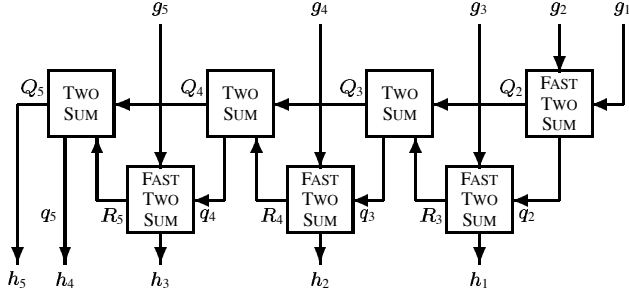 g5 g4 g3 g2 g1
Q5 TWO SUM Q4 TWO SUM Q3 TWO SUM Q2 FAST TWO SUM
q5 R5 FAST TWO SUM q4 R4 FAST TWO SUM q3 R3 FAST TWO SUM q2
h5 h4 h3 h2 h1